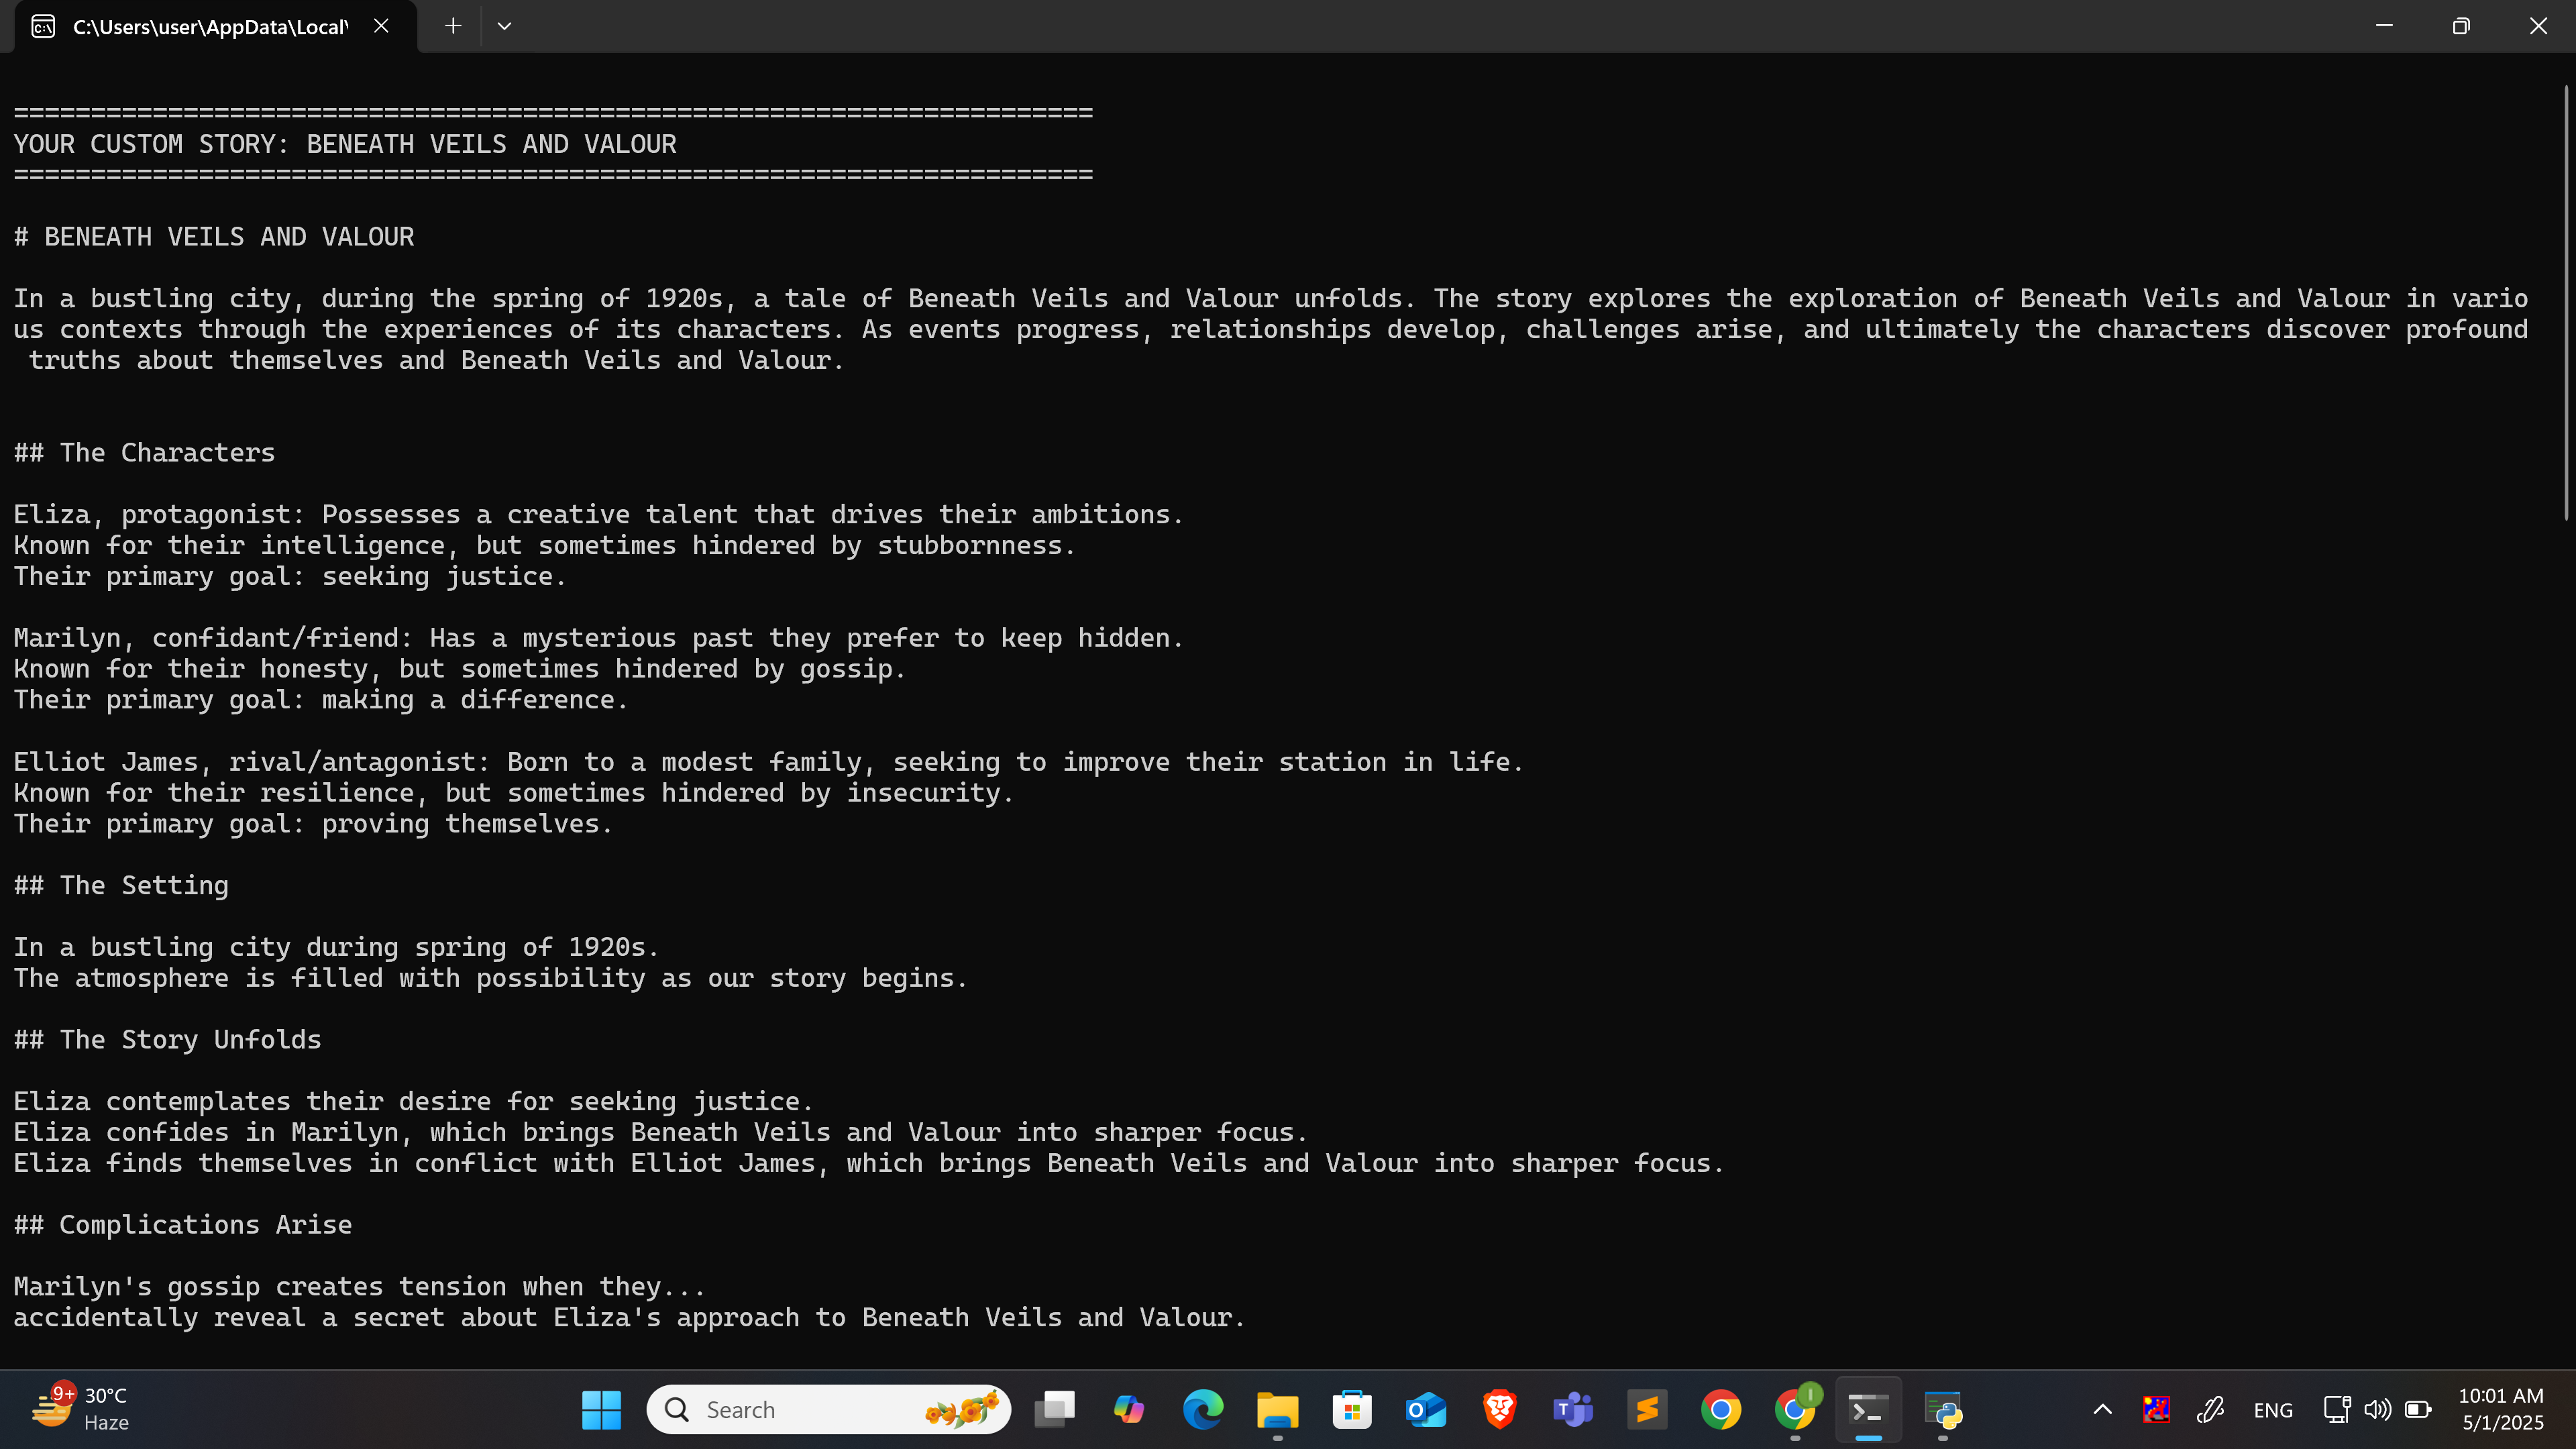 C:\Users\user\AppData\Local\
======================================================================
YOUR CUSTOM STORY: BENEATH VEILS AND VALOUR
======================================================================
# BENEATH VEILS AND VALOUR
In a bustling city, during the spring of 1920s, a tale of Beneath Veils and Valour unfolds. The story explores the exploration of Beneath Veils and Valour in vario
us contexts through the experiences of its characters. As events progress, relationships develop, challenges arise, and ultimately the characters discover profound
truths about themselves and Beneath Veils and Valour.
## The Characters
Eliza, protagonist: Possesses a creative talent that drives their ambitions.
Known for their intelligence, but sometimes hindered by stubbornness.
Their primary goal: seeking justice.
Marilyn, confidant/friend: Has a mysterious past they prefer to keep hidden.
Known for their honesty, but sometimes hindered by gossip.
Their primary goal: making a difference.
Elliot James, rival/antagonist: Born to a modest family, seeking to improve their station in life.
Known for their resilience, but sometimes hindered by insecurity.
Their primary goal: proving themselves.
## The Setting
In a bustling city during spring of 1920s.
The atmosphere is filled with possibility as our story begins.
## The Story Unfolds
Eliza contemplates their desire for seeking justice.
Eliza confides in Marilyn, which brings Beneath Veils and Valour into sharper focus.
Eliza finds themselves in conflict with Elliot James, which brings Beneath Veils and Valour into sharper focus.
## Complications Arise
Marilyn's gossip creates tension when they...
accidentally reveal a secret about Eliza's approach to Beneath Veils and Valour.
9+
30°C
Haze
Search
ENG
10:01 AM
5/1/2025